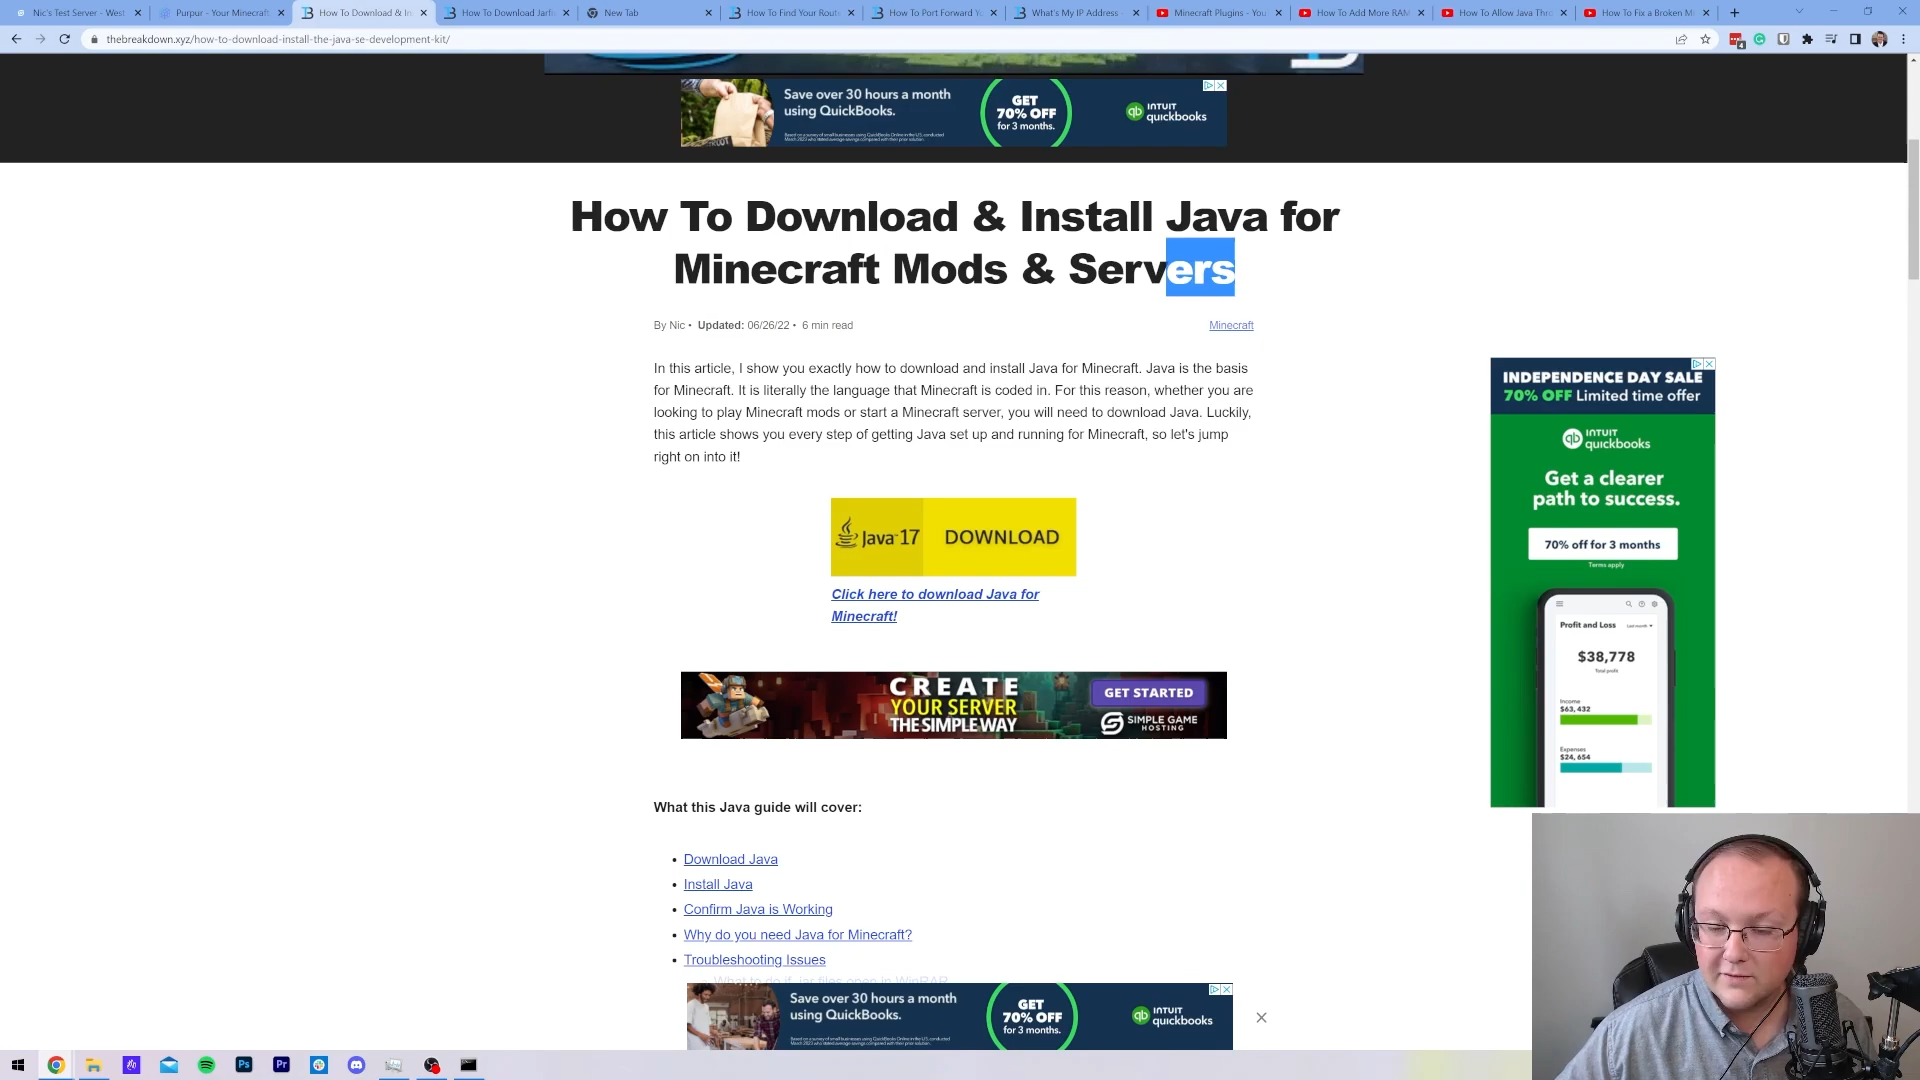 Nic's Test Server - West
Purpur - Your Minecraft
How To Download & In
How To Download Jarfi
New Tab
How To Find Your Route
How To Port Forward Y
What's My IP Address -
Minecraft Plugins - You
How To Add More RAM
How To Allow Java Thro
How To Fix a Broken M
thebreakdown.xyz/how-to-download-install-the-java-se-development-kit/
Save over 30 hours a month
using QuickBooks.
GET
70% OFF
for 3 months.
INTUIT
quickbooks
How To Download & Install Java for
Minecraft Mods & Servers
By Nic • Updated: 06/26/22 • 6 min read
Minecraft
In this article, I show you exactly how to download and install Java for Minecraft. Java is the basis
for Minecraft. It is literally the language that Minecraft is coded in. For this reason, whether you are
looking to play Minecraft mods or start a Minecraft server, you will need to download Java. Luckily,
this article shows you every step of getting Java set up and running for Minecraft, so let's jump
right on into it!
Java 17
DOWNLOAD
Click here to download Java for
Minecraft!
CREATE
YOUR SERVER
THE SIMPLE WAY
GET STARTED
SIMPLE GAME
HOSTING
What this Java guide will cover:
• Download Java
• Install Java
• Confirm Java is Working
• Why do you need Java for Minecraft?
• Troubleshooting Issues
What to do if .jar files open in WinRAR
INDEPENDENCE DAY SALE
70% OFF Limited time offer
INTUIT
quickbooks
Get a clearer
path to success.
70% off for 3 months
Terms apply
Profit and Loss
Last month
$38,778
Total profit
Income
$63,432
Expenses
$24,654
Save over 30 hours a month
using QuickBooks.
GET
70% OFF
for 3 months.
INTUIT
quickbooks
Ps
Pr